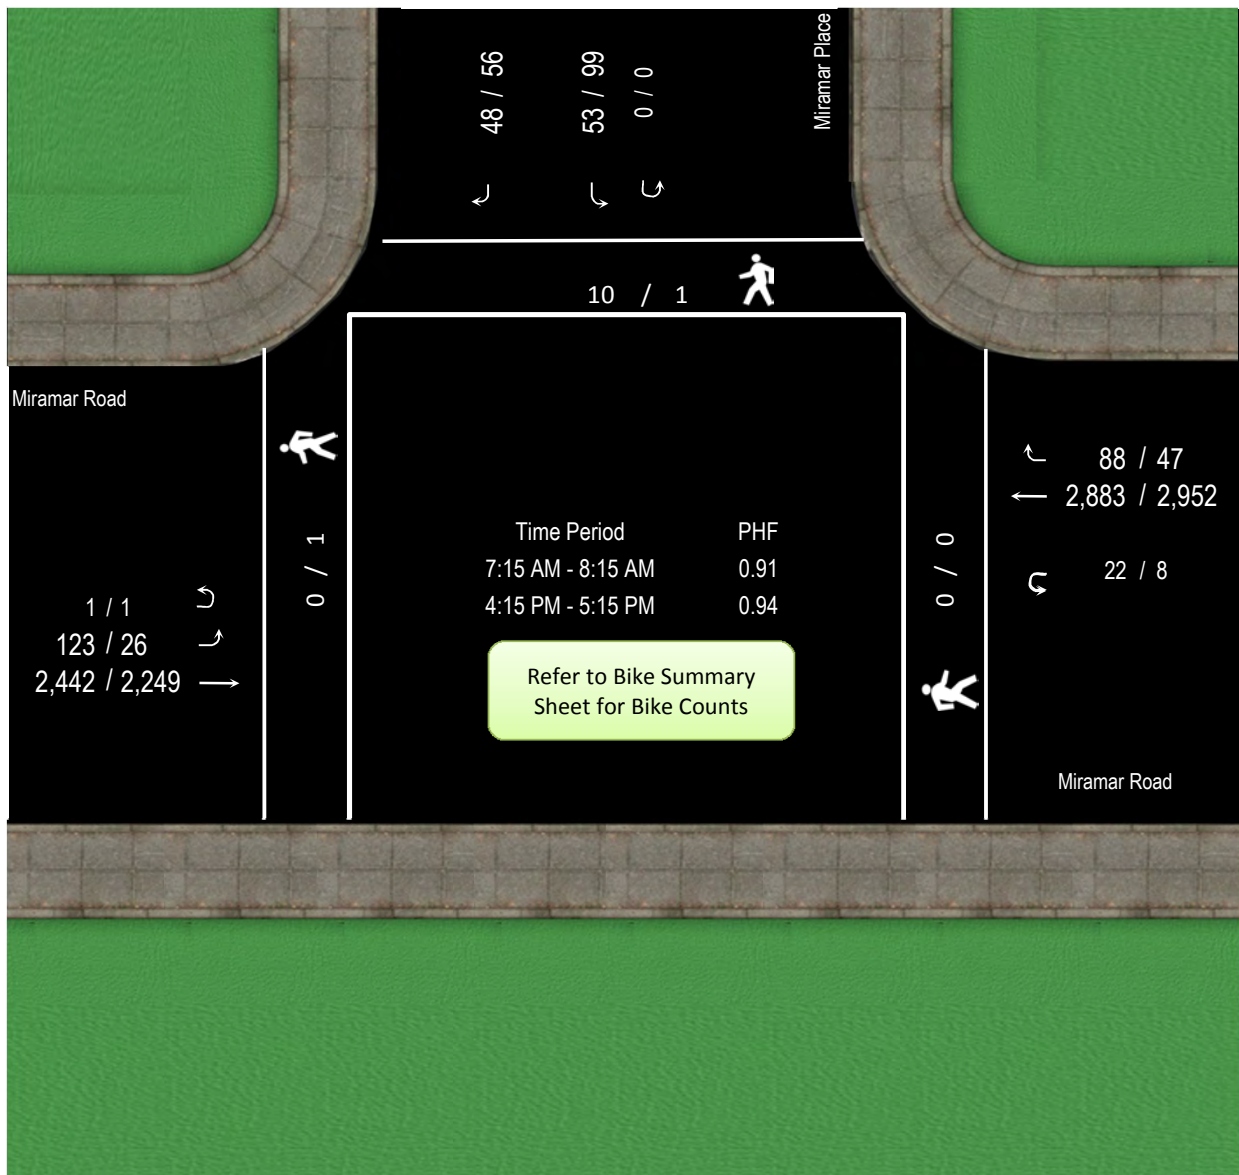 Miramar Place
48 / 56
53 / 99
0 / 0
10 / 1
Miramar Road
0 / 1
1 / 1
123 / 26
2,442 / 2,249
Time Period PHF
7:15 AM - 8:15 AM 0.91
4:15 PM - 5:15 PM 0.94
Refer to Bike Summary
Sheet for Bike Counts
0 / 0
88 / 47
2,883 / 2,952
22 / 8
Miramar Road